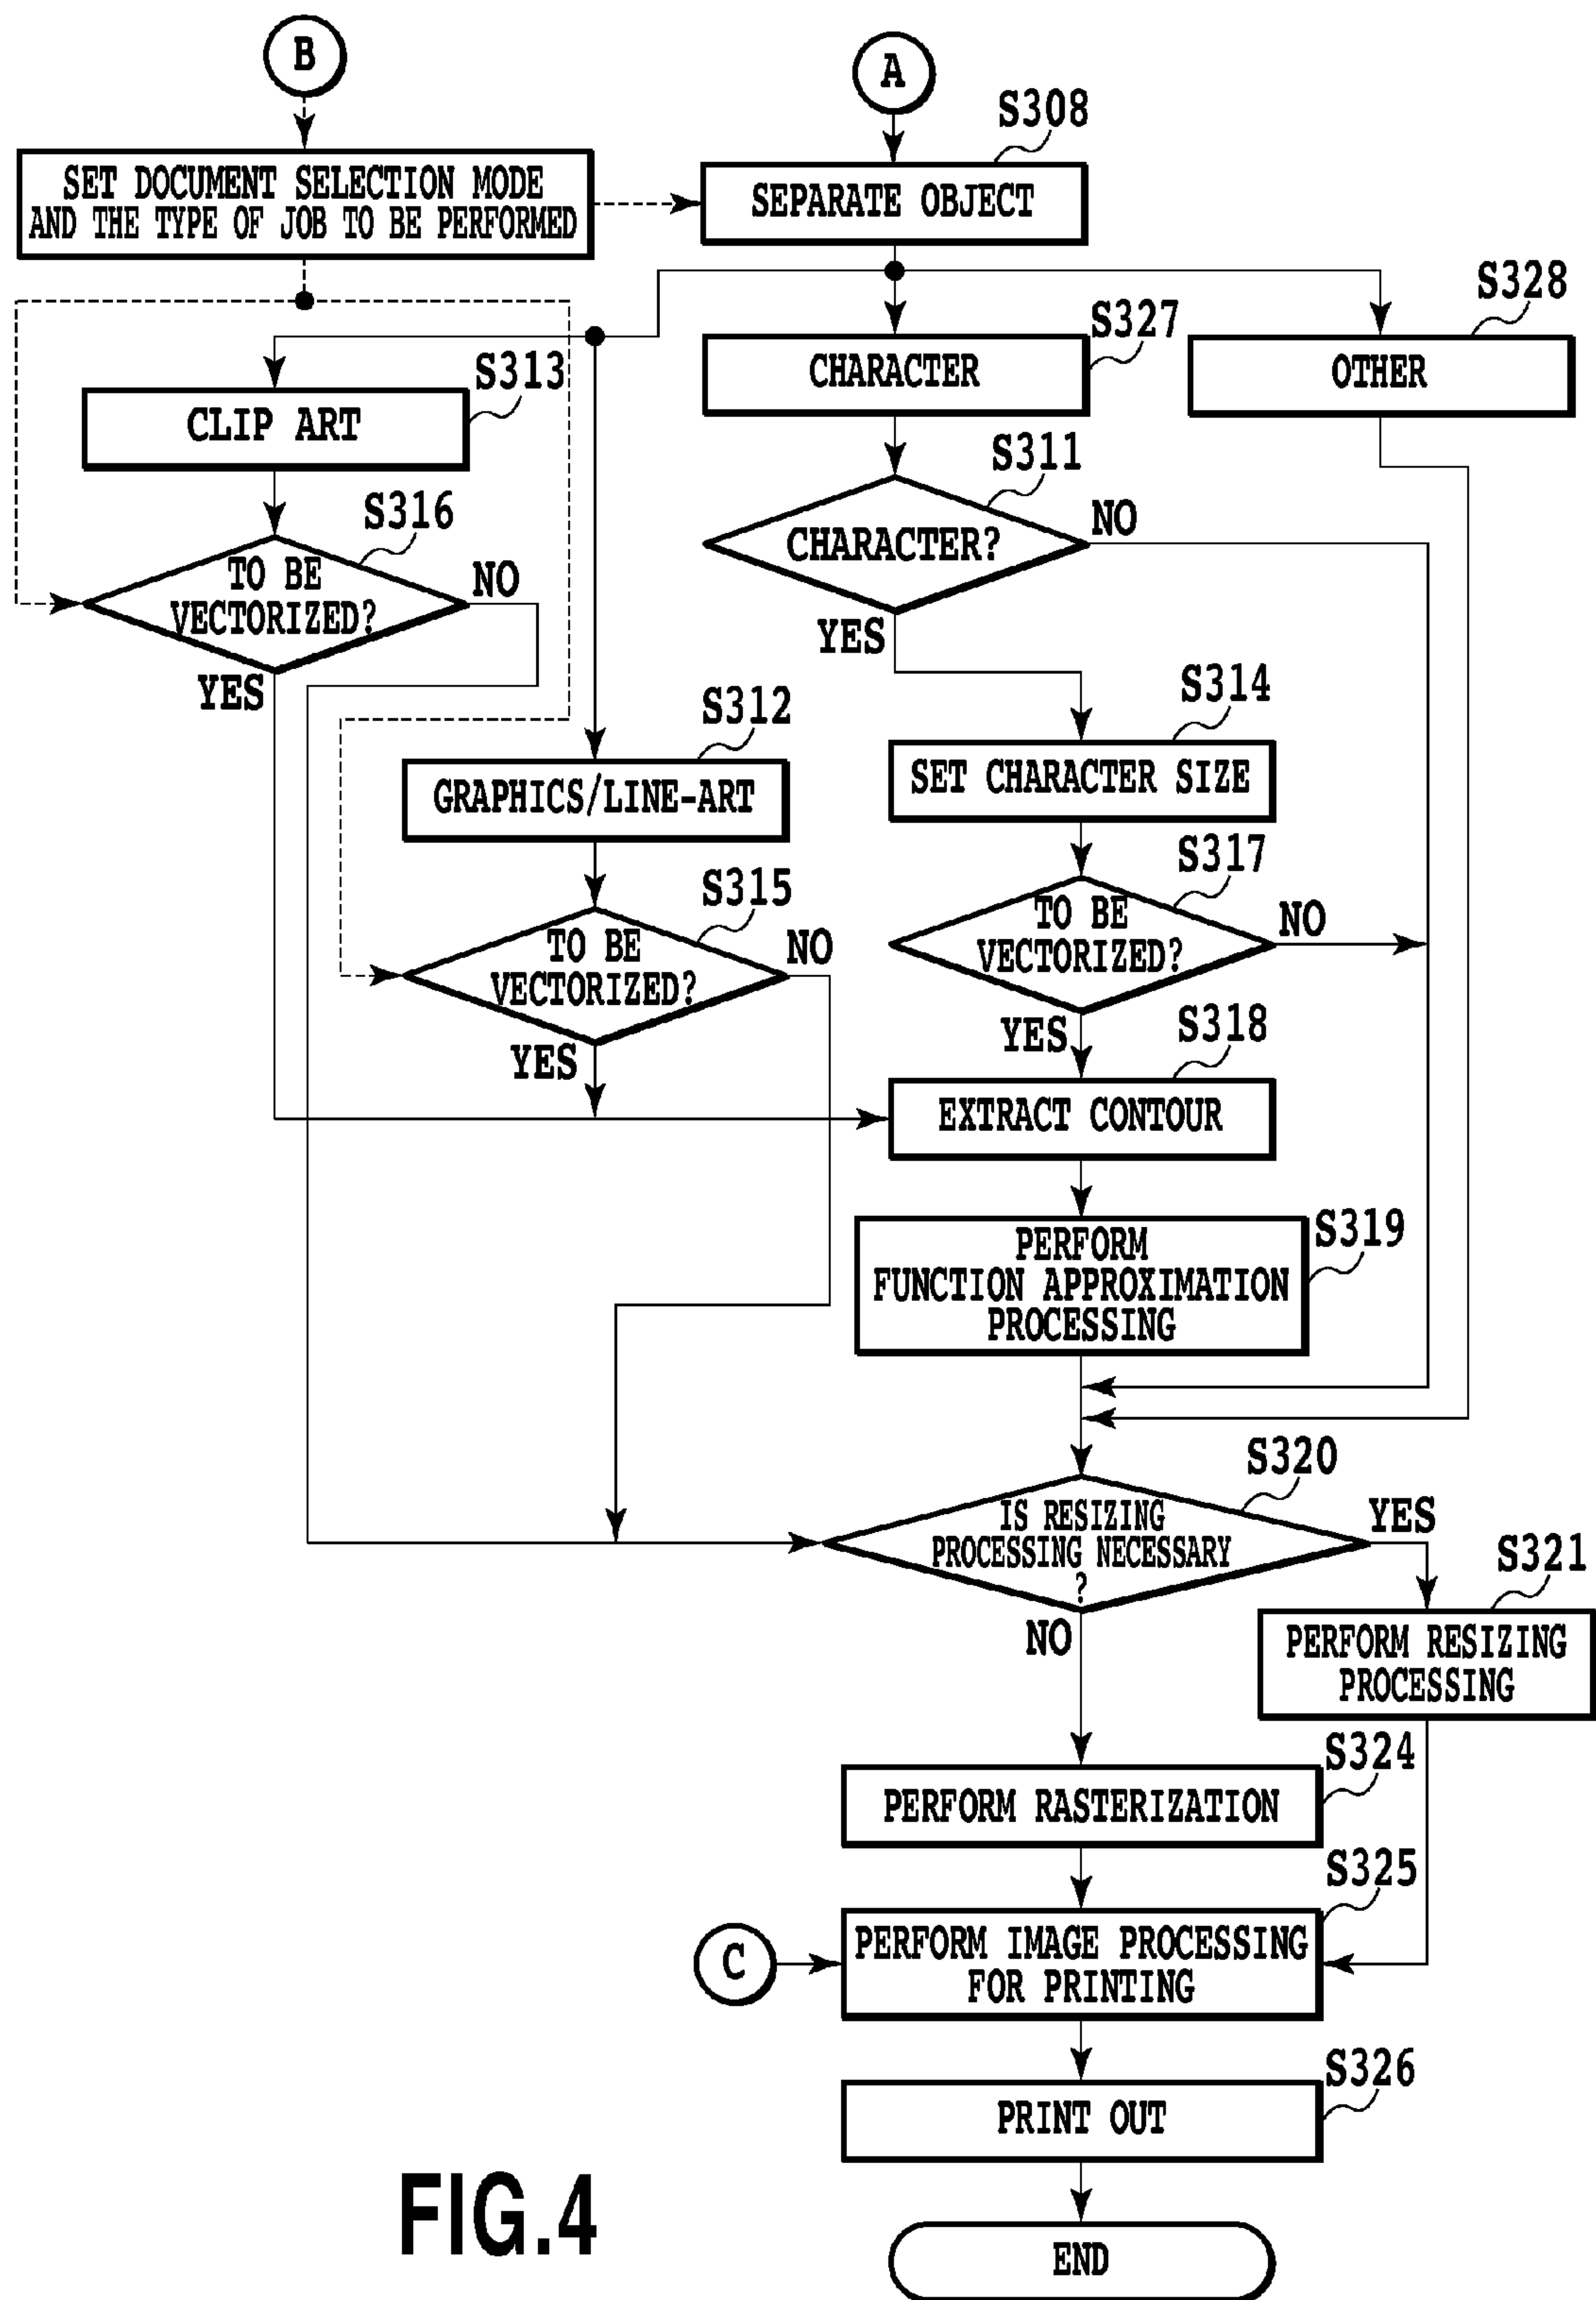 B
A
S308
SET DOCUMENT SELECTION MODE
AND THE TYPE OF JOB TO BE PERFORMED
SEPARATE OBJECT
S328
S327
CHARACTER
OTHER
S313
CLIP ART
S311
CHARACTER?
NO
YES
S316
TO BE
VECTORIZED?
NO
YES
S314
SET CHARACTER SIZE
S312
GRAPHICS/LINE-ART
S317
TO BE
VECTORIZED?
NO
YES
S315
TO BE
VECTORIZED?
NO
YES
S318
EXTRACT CONTOUR
S319
PERFORM
FUNCTION APPROXIMATION
PROCESSING
S320
IS RESIZING
PROCESSING NECESSARY
?
YES
NO
S321
PERFORM RESIZING
PROCESSING
S324
PERFORM RASTERIZATION
S325
C
PERFORM IMAGE PROCESSING
FOR PRINTING
S326
PRINT OUT
END
FIG.4